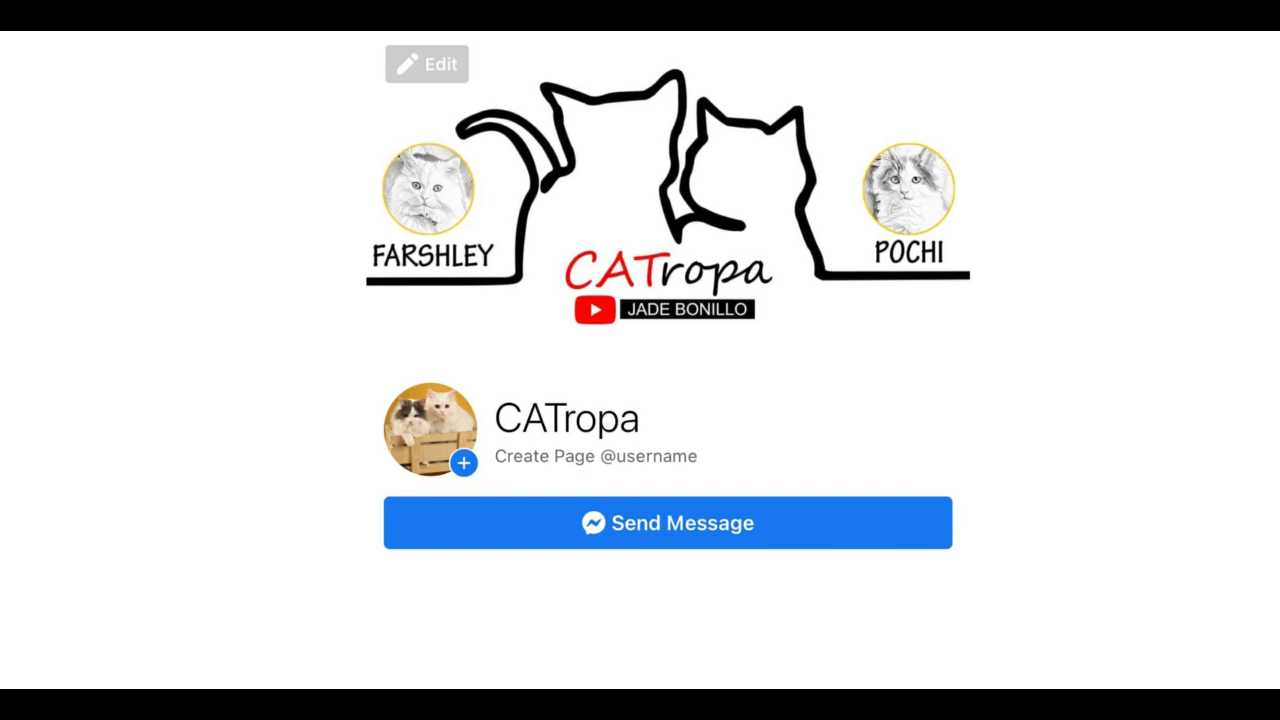 Edit
FARSHLEY
POCHI
CATropa
JADE BONILLO
CATropa
Create Page @username
Send Message